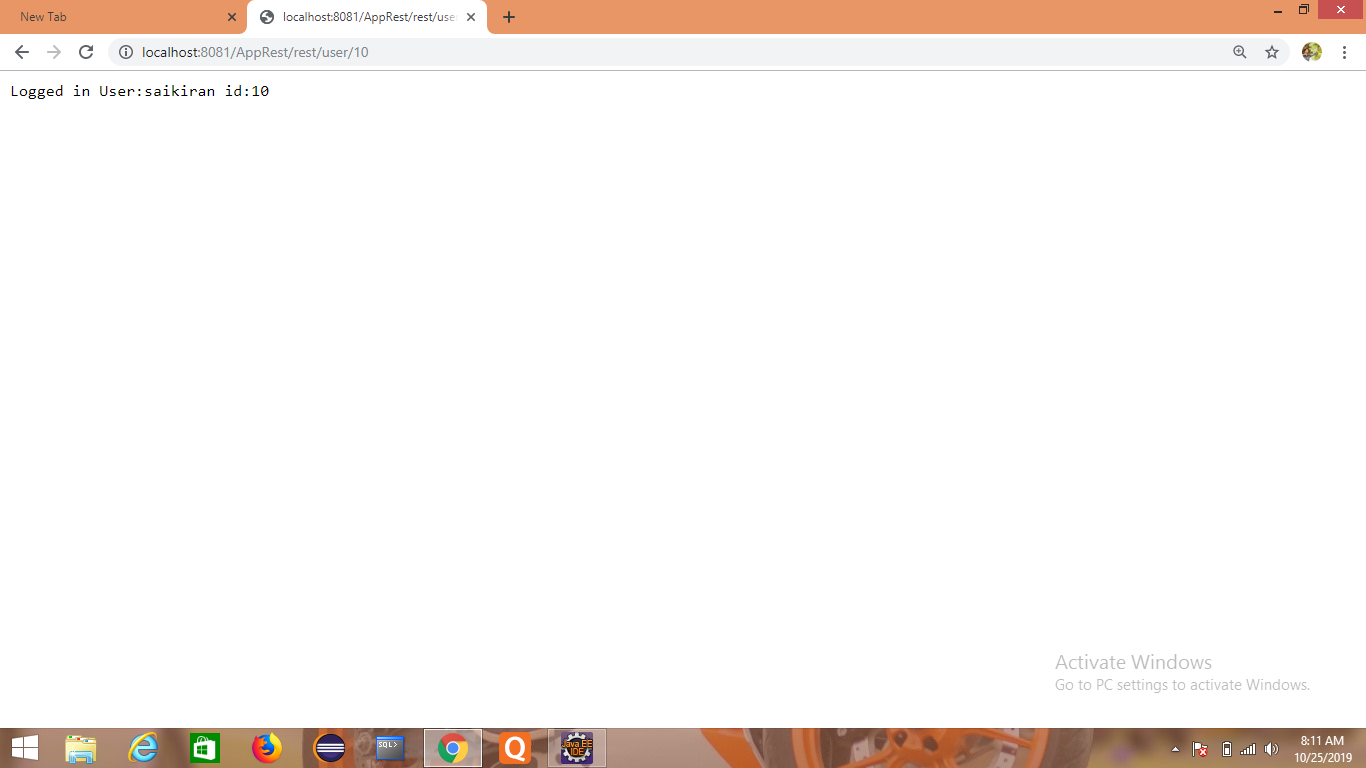 New Tab
localhost:8081/AppRest/rest/use
localhost:8081/AppRest/rest/user/10
Logged in User:saikiran id:10
Activate Windows
Go to PC settings to activate Windows.
SQL>
Q
Java EE
IDE
8:11 AM
10/25/2019